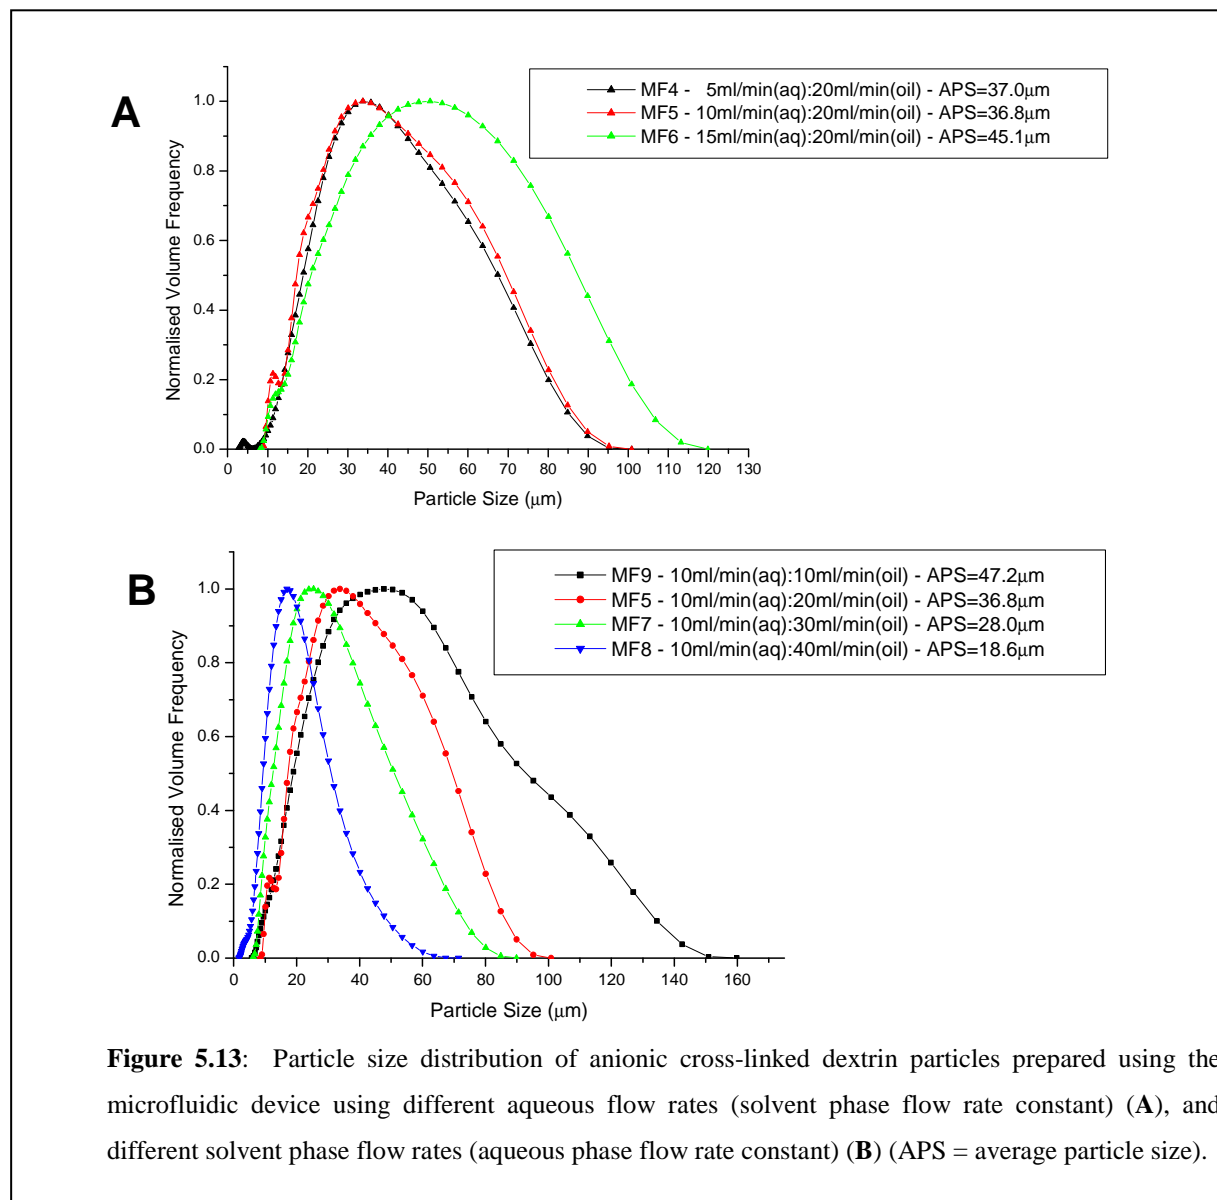 A
MF4 - 5ml/min(aq):20ml/min(oil) - APS=37.0μm
MF5 - 10ml/min(aq):20ml/min(oil) - APS=36.8μm
MF6 - 15ml/min(aq):20ml/min(oil) - APS=45.1μm
Normalised Volume Frequency
1.0
0.8
0.6
0.4
0.2
0.0
0 10 20 30 40 50 60 70 80 90 100 110 120 130
Particle Size (μm)
B
MF9 - 10ml/min(aq):10ml/min(oil) - APS=47.2μm
MF5 - 10ml/min(aq):20ml/min(oil) - APS=36.8μm
MF7 - 10ml/min(aq):30ml/min(oil) - APS=28.0μm
MF8 - 10ml/min(aq):40ml/min(oil) - APS=18.6μm
Normalised Volume Frequency
1.0
0.8
0.6
0.4
0.2
0.0
0 20 40 60 80 100 120 140 160
Particle Size (μm)
Figure 5.13: Particle size distribution of anionic cross-linked dextrin particles prepared using the
microfluidic device using different aqueous flow rates (solvent phase flow rate constant) (A), and
different solvent phase flow rates (aqueous phase flow rate constant) (B) (APS = average particle size).